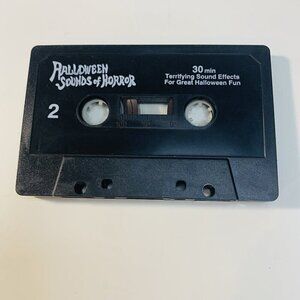 HALLOWEEN
SOUNDS of HORROR
30 min
Terrifying Sound Effects
For Great Halloween Fun
2